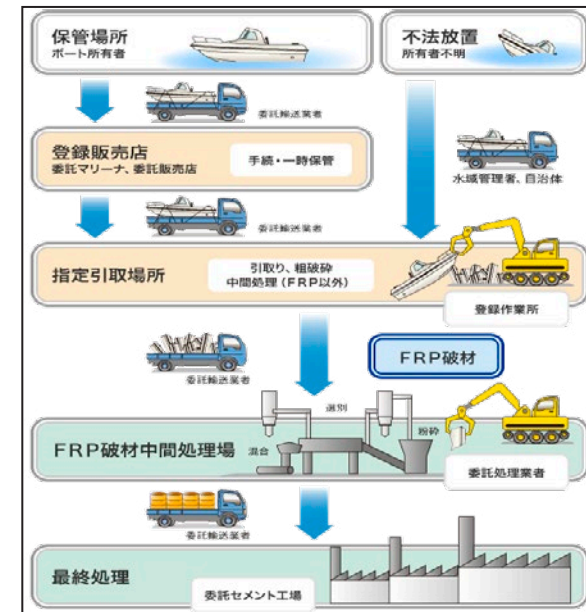 保管場所
ボート所有者
不法放置
所有者不明
委託輸送業者
登録販売店
委託マリーナ、委託販売店
手続・一時保管
水域管理者、自治体
委託輸送業者
指定引取場所
引取り、粗破砕
中間処理(FRP以外)
登録作業所
FRP破材
委託輸送業者
選別
粉砕
混合
FRP破材中間処理場
委託処理業者
委託輸送業者
最終処理
委託セメント工場